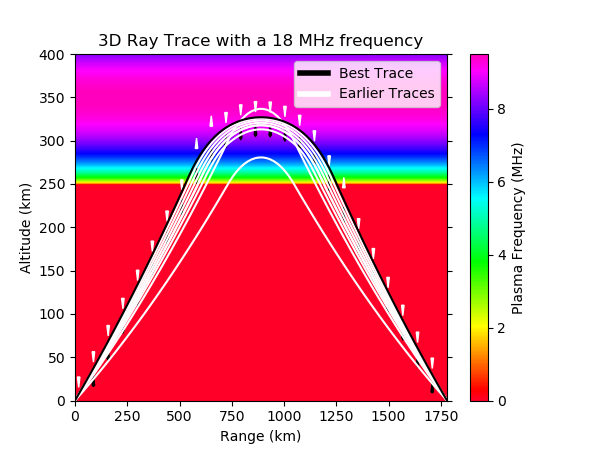 3D Ray Trace with a 18 MHz frequency
Best Trace
Earlier Traces
400
350
300
250
200
150
100
50
0
Altitude (km)
0 250 500 750 1000 1250 1500 1750
Range (km)
8
6
4
2
0
Plasma Frequency (MHz)